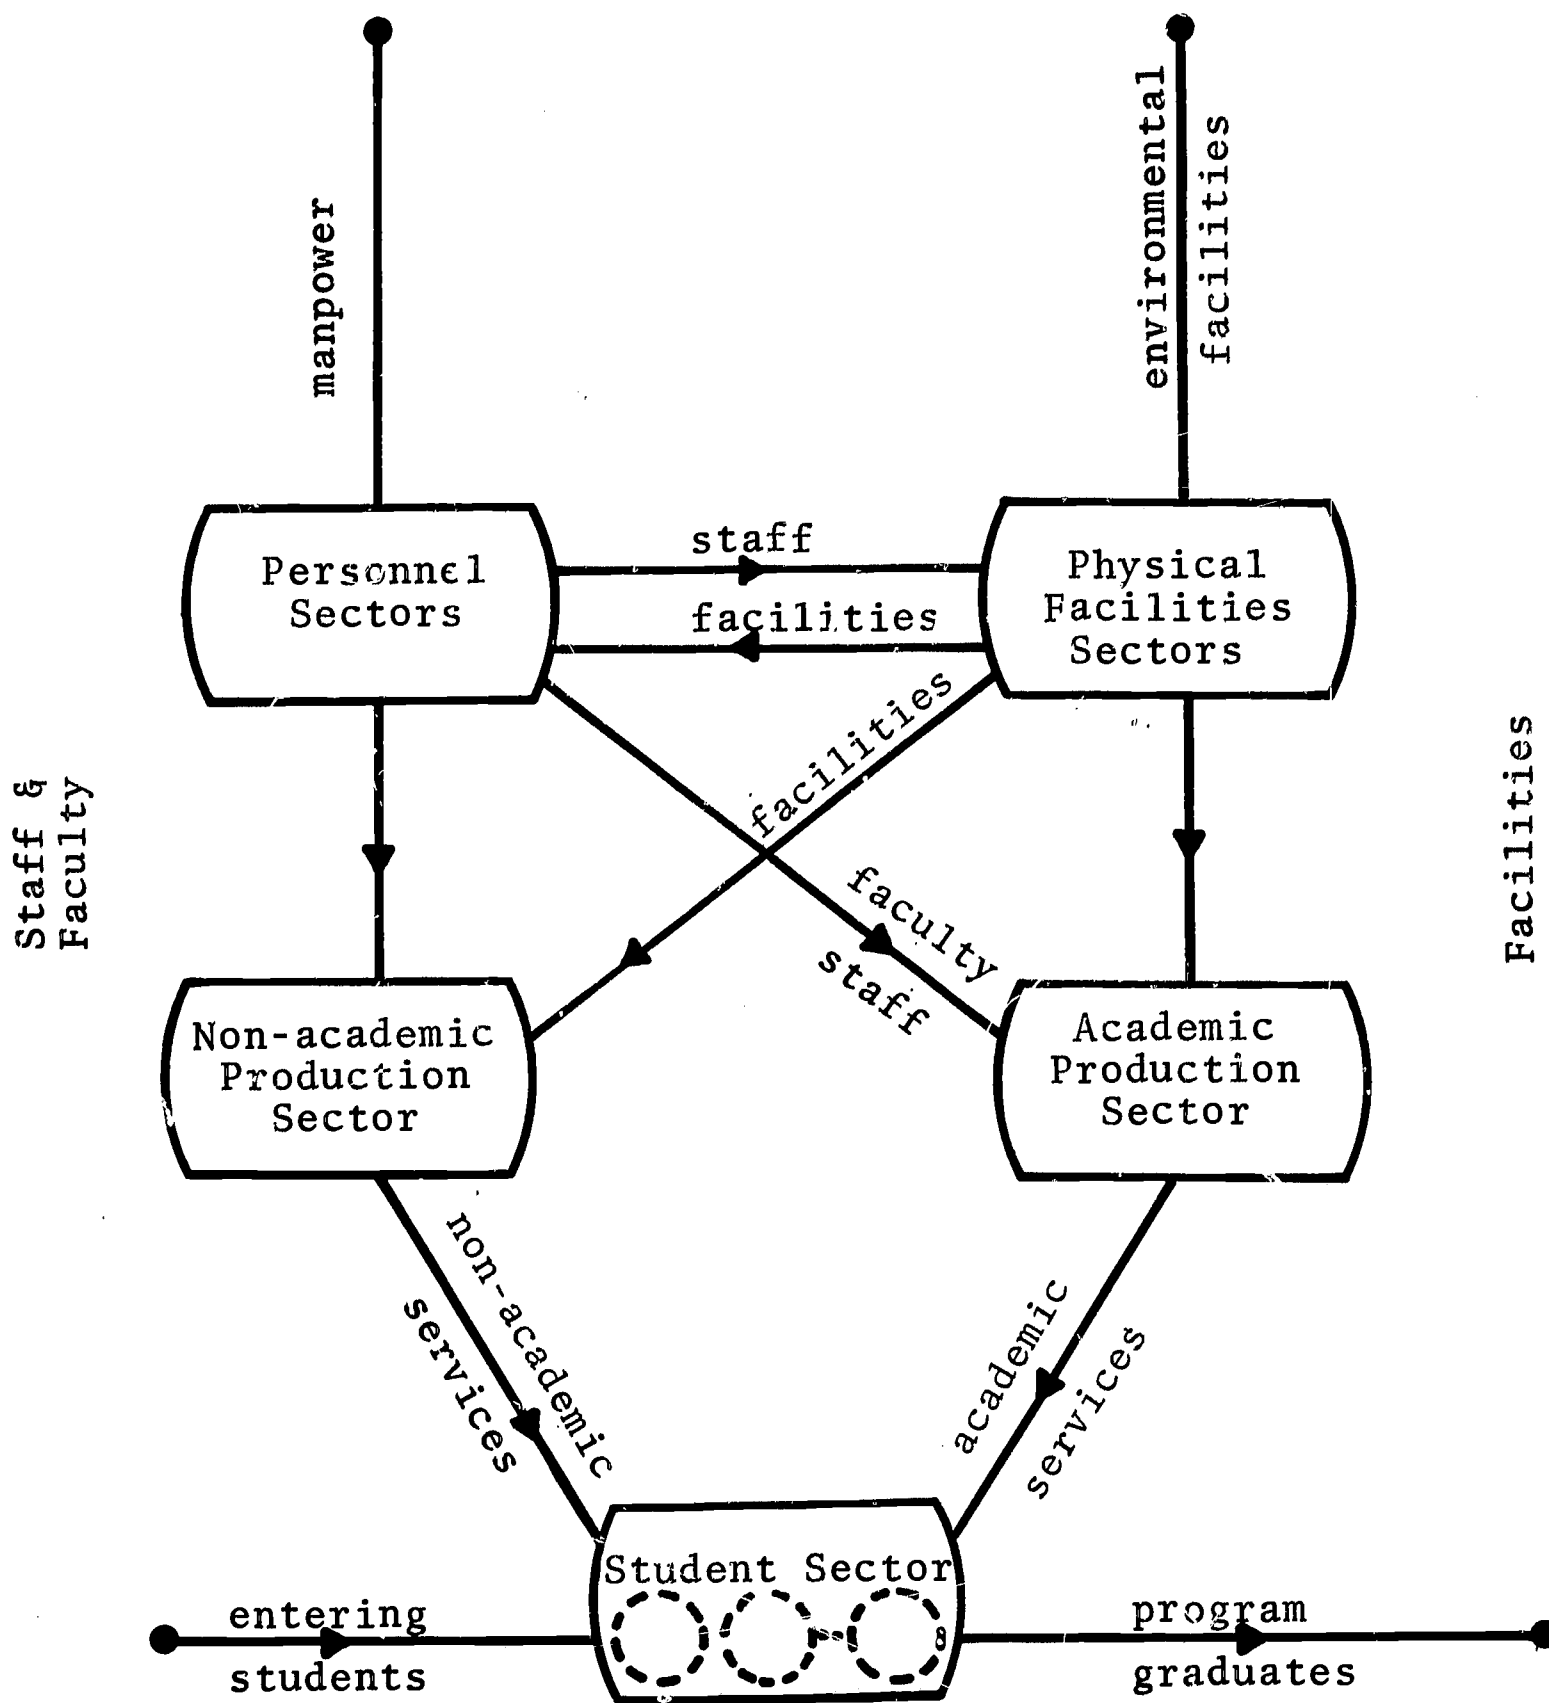 manpower
environmental
facilities
staff
facilities
Personnel
Sectors
Physical
Facilities
Sectors
facilities
faculty
staff
Staff &
Faculty
Facilities
Non-academic
Production
Sector
Academic
Production
Sector
non-academic
services
academic
services
Student Sector
entering
students
program
graduates